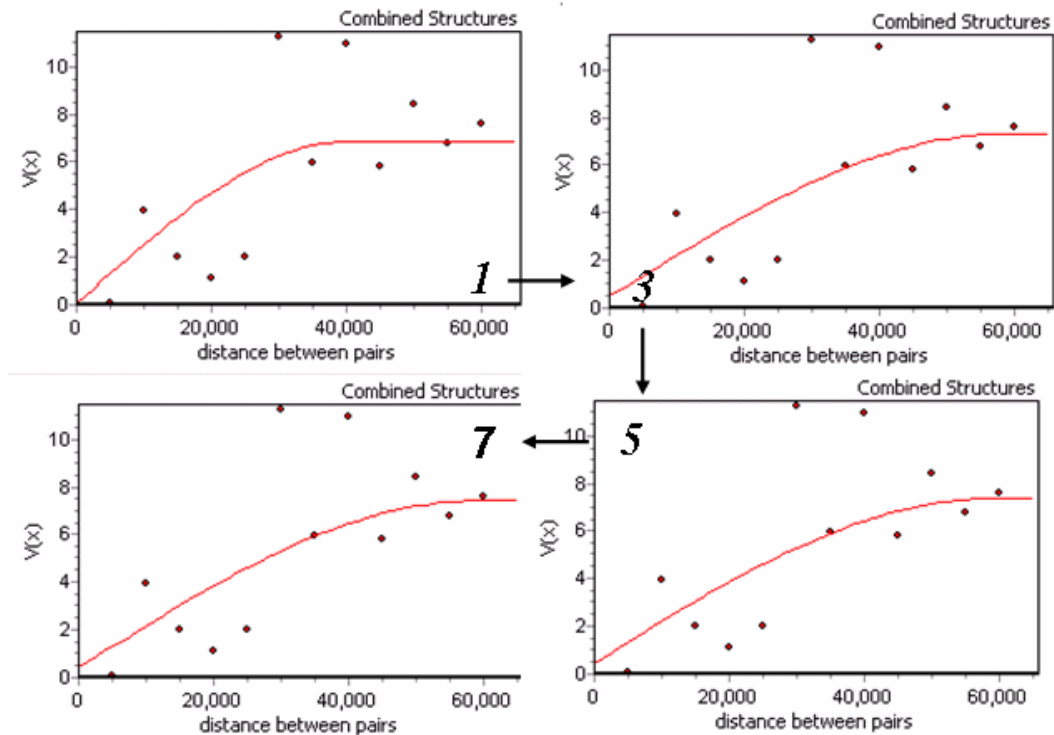 Combined Structures
V(x)
10
8
6
4
2
0
1
0 20,000 40,000 60,000
distance between pairs
Combined Structures
V(x)
10
8
6
4
2
0
3
0 20,000 40,000 60,000
distance between pairs
Combined Structures
V(x)
10
8
6
4
2
0
7
0 20,000 40,000 60,000
distance between pairs
Combined Structures
V(x)
10
8
6
4
2
0
5
0 20,000 40,000 60,000
distance between pairs